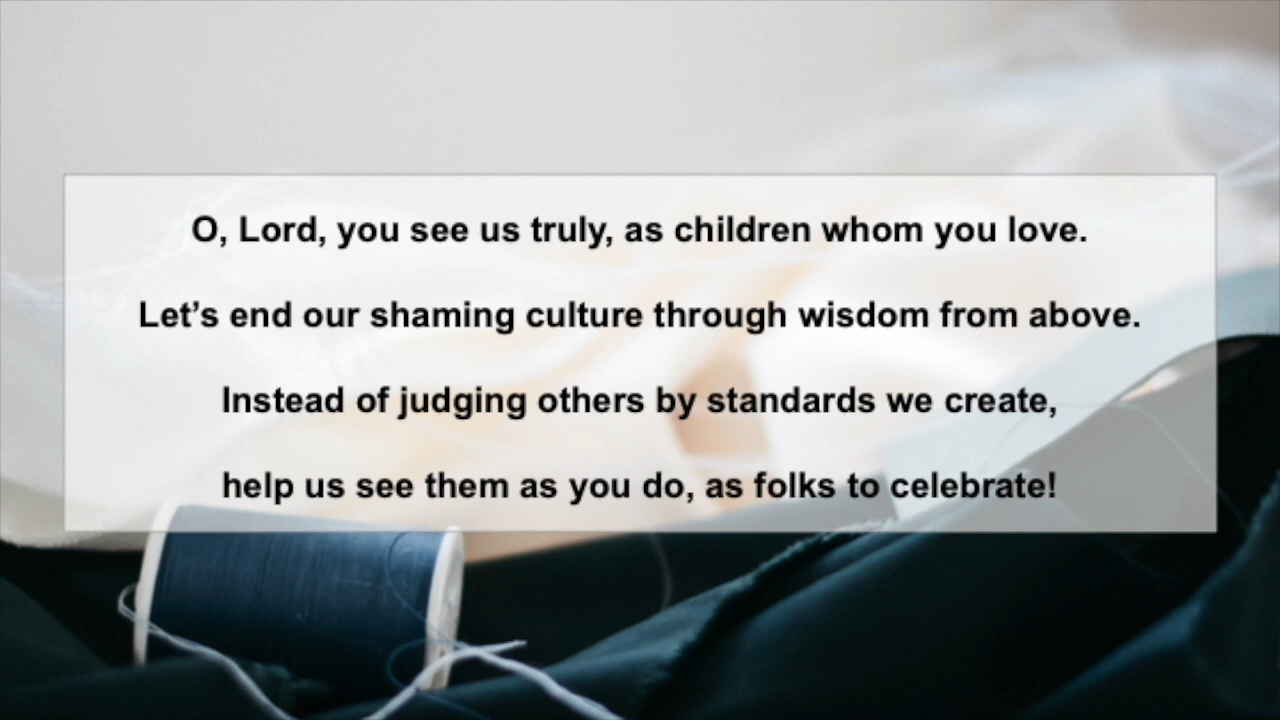 O, Lord, you see us truly, as children whom you love.
Let’s end our shaming culture through wisdom from above.
Instead of judging others by standards we create,
help us see them as you do, as folks to celebrate!